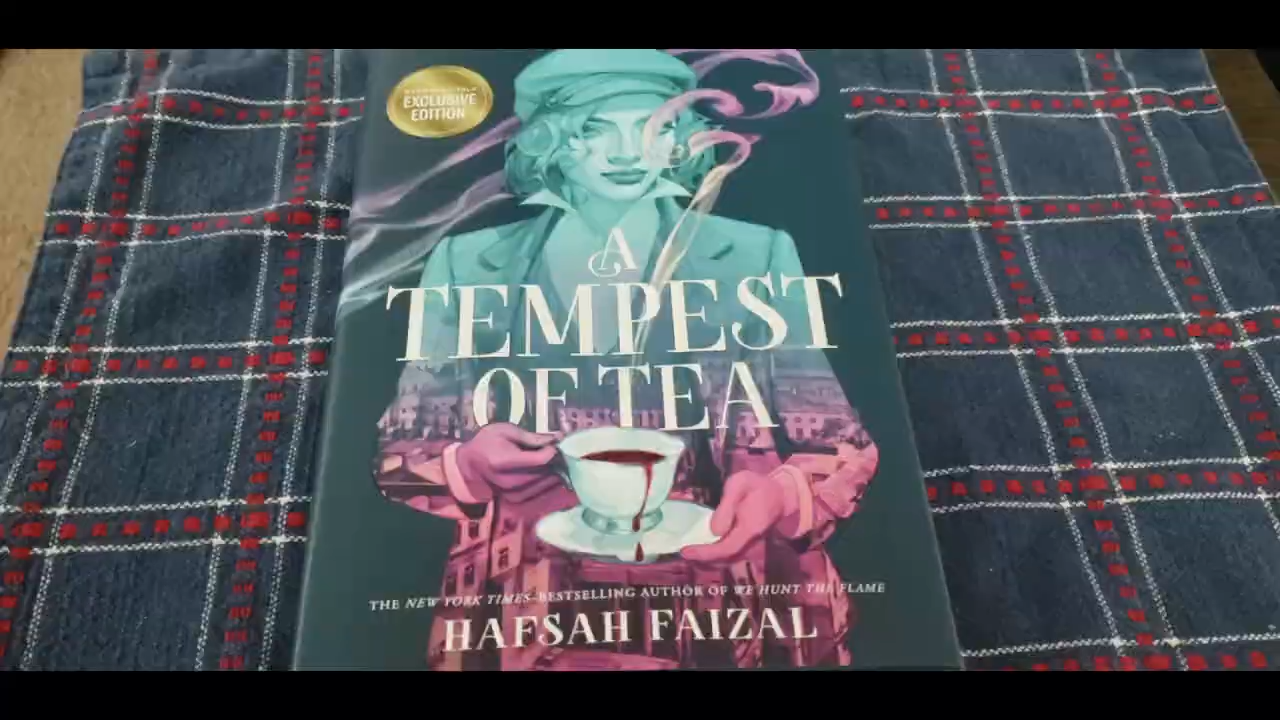 EXCLUSIVE
EDITION
A
TEMPEST
OF TEA
THE NEW YORK TIMES-BESTSELLING AUTHOR OF WE HUNT THE FLAME
HAFSAH FAIZAL